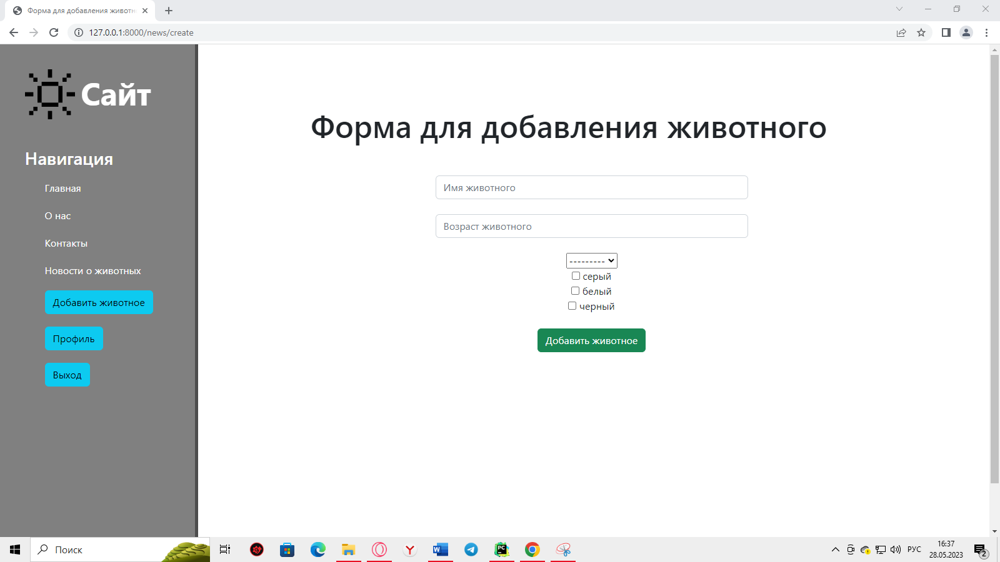 Форма для добавления животн
127.0.0.1:8000/news/create
Сайт
Навигация
Главная
О нас
Контакты
Новости о животных
Добавить животное
Профиль
Выход
Форма для добавления животного
Имя животного
Возраст животного
---------
серый
белый
черный
Добавить животное
Поиск
РУС
16:37
28.05.2023
2